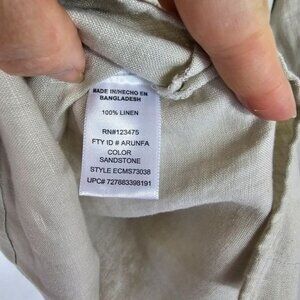 MADE IN/HECHO EN
BANGLADESH
100% LINEN
RN#123475
FTY ID # ARUNFA
COLOR
SANDSTONE
STYLE ECMS73038
UPC# 727683398191